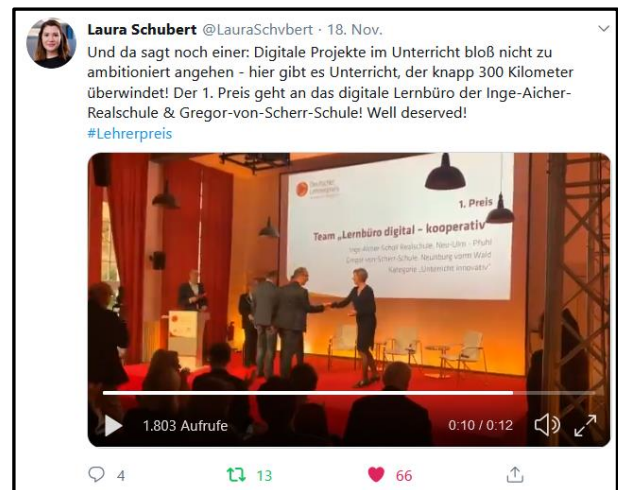 Laura Schubert @LauraSchvbert · 18. Nov.
Und da sagt noch einer: Digitale Projekte im Unterricht bloß nicht zu
ambitioniert angehen - hier gibt es Unterricht, der knapp 300 Kilometer
überwindet! Der 1. Preis geht an das digitale Lernbüro der Inge-Aicher-
Realschule & Gregor-von-Scherr-Schule! Well deserved!
#Lehrerpreis
Deutscher
Lehrerpreis
1. Preis
Team „Lernbüro digital – kooperativ"
Inge-Aicher-Scholl-Realschule, Neu-Ulm - Pfuhl
Gregor-von-Scherr-Schule, Neunburg vorm Wald
Kategorie „Unterricht innovativ"
1.803 Aufrufe
0:10 / 0:12
4
13
66